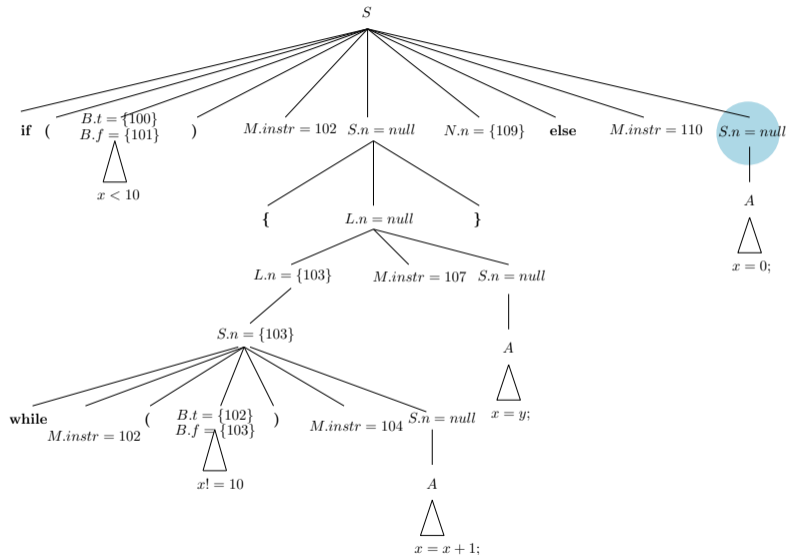 S
B.t = {100}
if ( B.f = {101} ) M.instr = 102 S.n = null N.n = {109} else M.instr = 110 S.n = null
x < 10
A
{ L.n = null }
x = 0;
L.n = {103} M.instr = 107 S.n = null
S.n = {103}
A
while M.instr = 102 ( B.t = {102} ) M.instr = 104 S.n = null x = y;
B.f = {103}
x! = 10
A
x = x + 1;